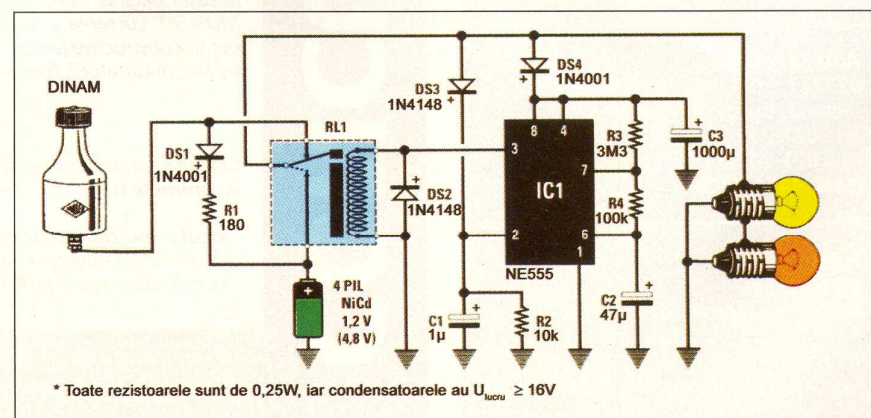 DINAM
DS1
1N4001
R1
180
RL1
4 PIL
NiCd
1,2 V
(4,8 V)
DS2
1N4148
DS3
1N4148
DS4
1N4001
8
4
3
7
2
6
1
IC1
NE555
R3
3M3
R4
100k
C3
1000µ
C1
1µ
R2
10k
C2
47µ
* Toate rezistoarele sunt de 0,25W, iar condensatoarele au U lucru ≥ 16V